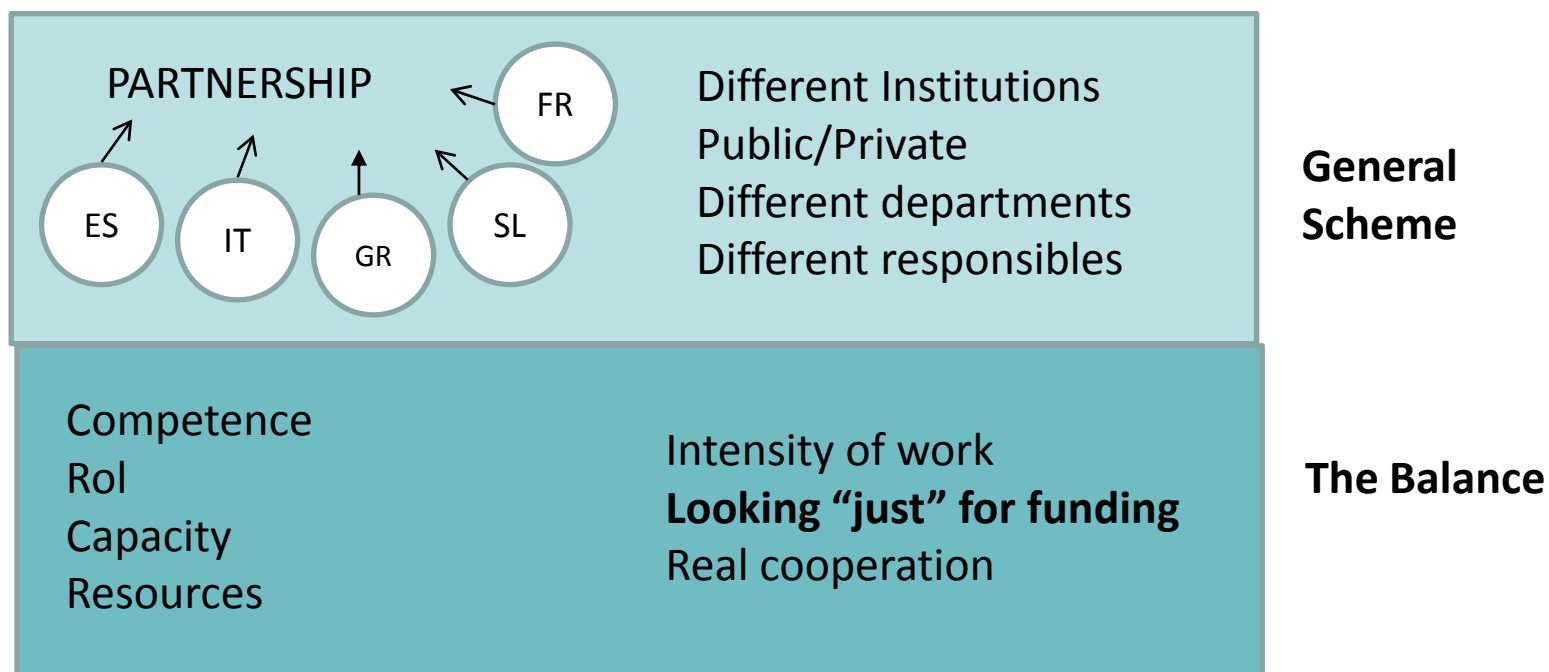 PARTNERSHIP
FR
ES
IT
GR
SL
Different Institutions
Public/Private
Different departments
Different responsibles
General
Scheme
Competence
Rol
Capacity
Resources
Intensity of work
Looking “just” for funding
Real cooperation
The Balance